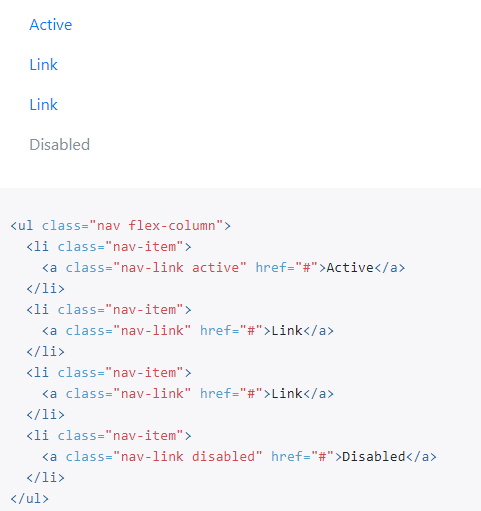 Active
Link
Link
Disabled
<ul class="nav flex-column">
  <li class="nav-item">
    <a class="nav-link active" href="#">Active</a>
  </li>
  <li class="nav-item">
    <a class="nav-link" href="#">Link</a>
  </li>
  <li class="nav-item">
    <a class="nav-link" href="#">Link</a>
  </li>
  <li class="nav-item">
    <a class="nav-link disabled" href="#">Disabled</a>
  </li>
</ul>